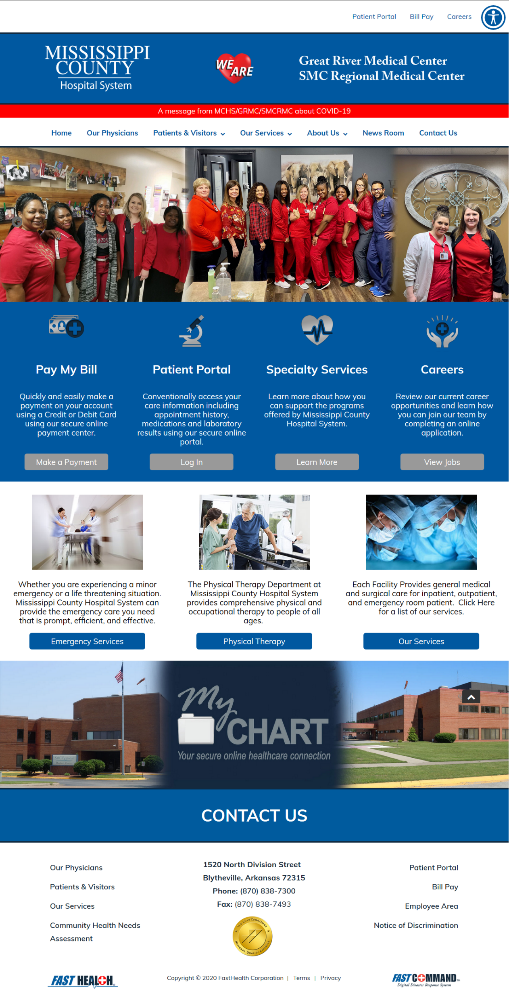 Patient Portal Bill Pay Careers
MISSISSIPPI
COUNTY
Hospital System
WE
ARE
Great River Medical Center
SMC Regional Medical Center
A message from MCHS/GRMC/SMCRMC about COVID-19
Home Our Physicians Patients & Visitors Our Services About Us News Room Contact Us
ΔΣΘ
Pay My Bill
Quickly and easily make a
payment on your account
using a Credit or Debit Card
using our secure online
payment center.
Make a Payment
Patient Portal
Conventionally access your
care information including
appointment history,
medications and laboratory
results using our secure online
portal.
Log In
Specialty Services
Learn more about how you
can support the programs
offered by Mississippi County
Hospital System.
Learn More
Careers
Review our current career
opportunities and learn how
you can join our team by
completing an online
application.
View Jobs
Whether you are experiencing a minor
emergency or a life threatening situation.
Mississippi County Hospital System can
provide the emergency care you need
that is prompt, efficient, and effective.
Emergency Services
The Physical Therapy Department at
Mississippi County Hospital System
provides comprehensive physical and
occupational therapy to people of all
ages.
Physical Therapy
Each Facility Provides general medical
and surgical care for inpatient, outpatient,
and emergency room patient. Click Here
for a list of our services.
Our Services
SMC Regional
Medical Center
My
CHART
Your secure online healthcare connection
CONTACT US
Our Physicians
Patients & Visitors
Our Services
Community Health Needs
Assessment
1520 North Division Street
Blytheville, Arkansas 72315
Phone: (870) 838-7300
Fax: (870) 838-7493
THE JOINT COMMISSION
NATIONAL QUALITY APPROVAL
Patient Portal
Bill Pay
Employee Area
Notice of Discrimination
FAST HEALTH®
Copyright © 2020 FastHealth Corporation | Terms | Privacy
FAST COMMAND™
Digital Disaster Response System